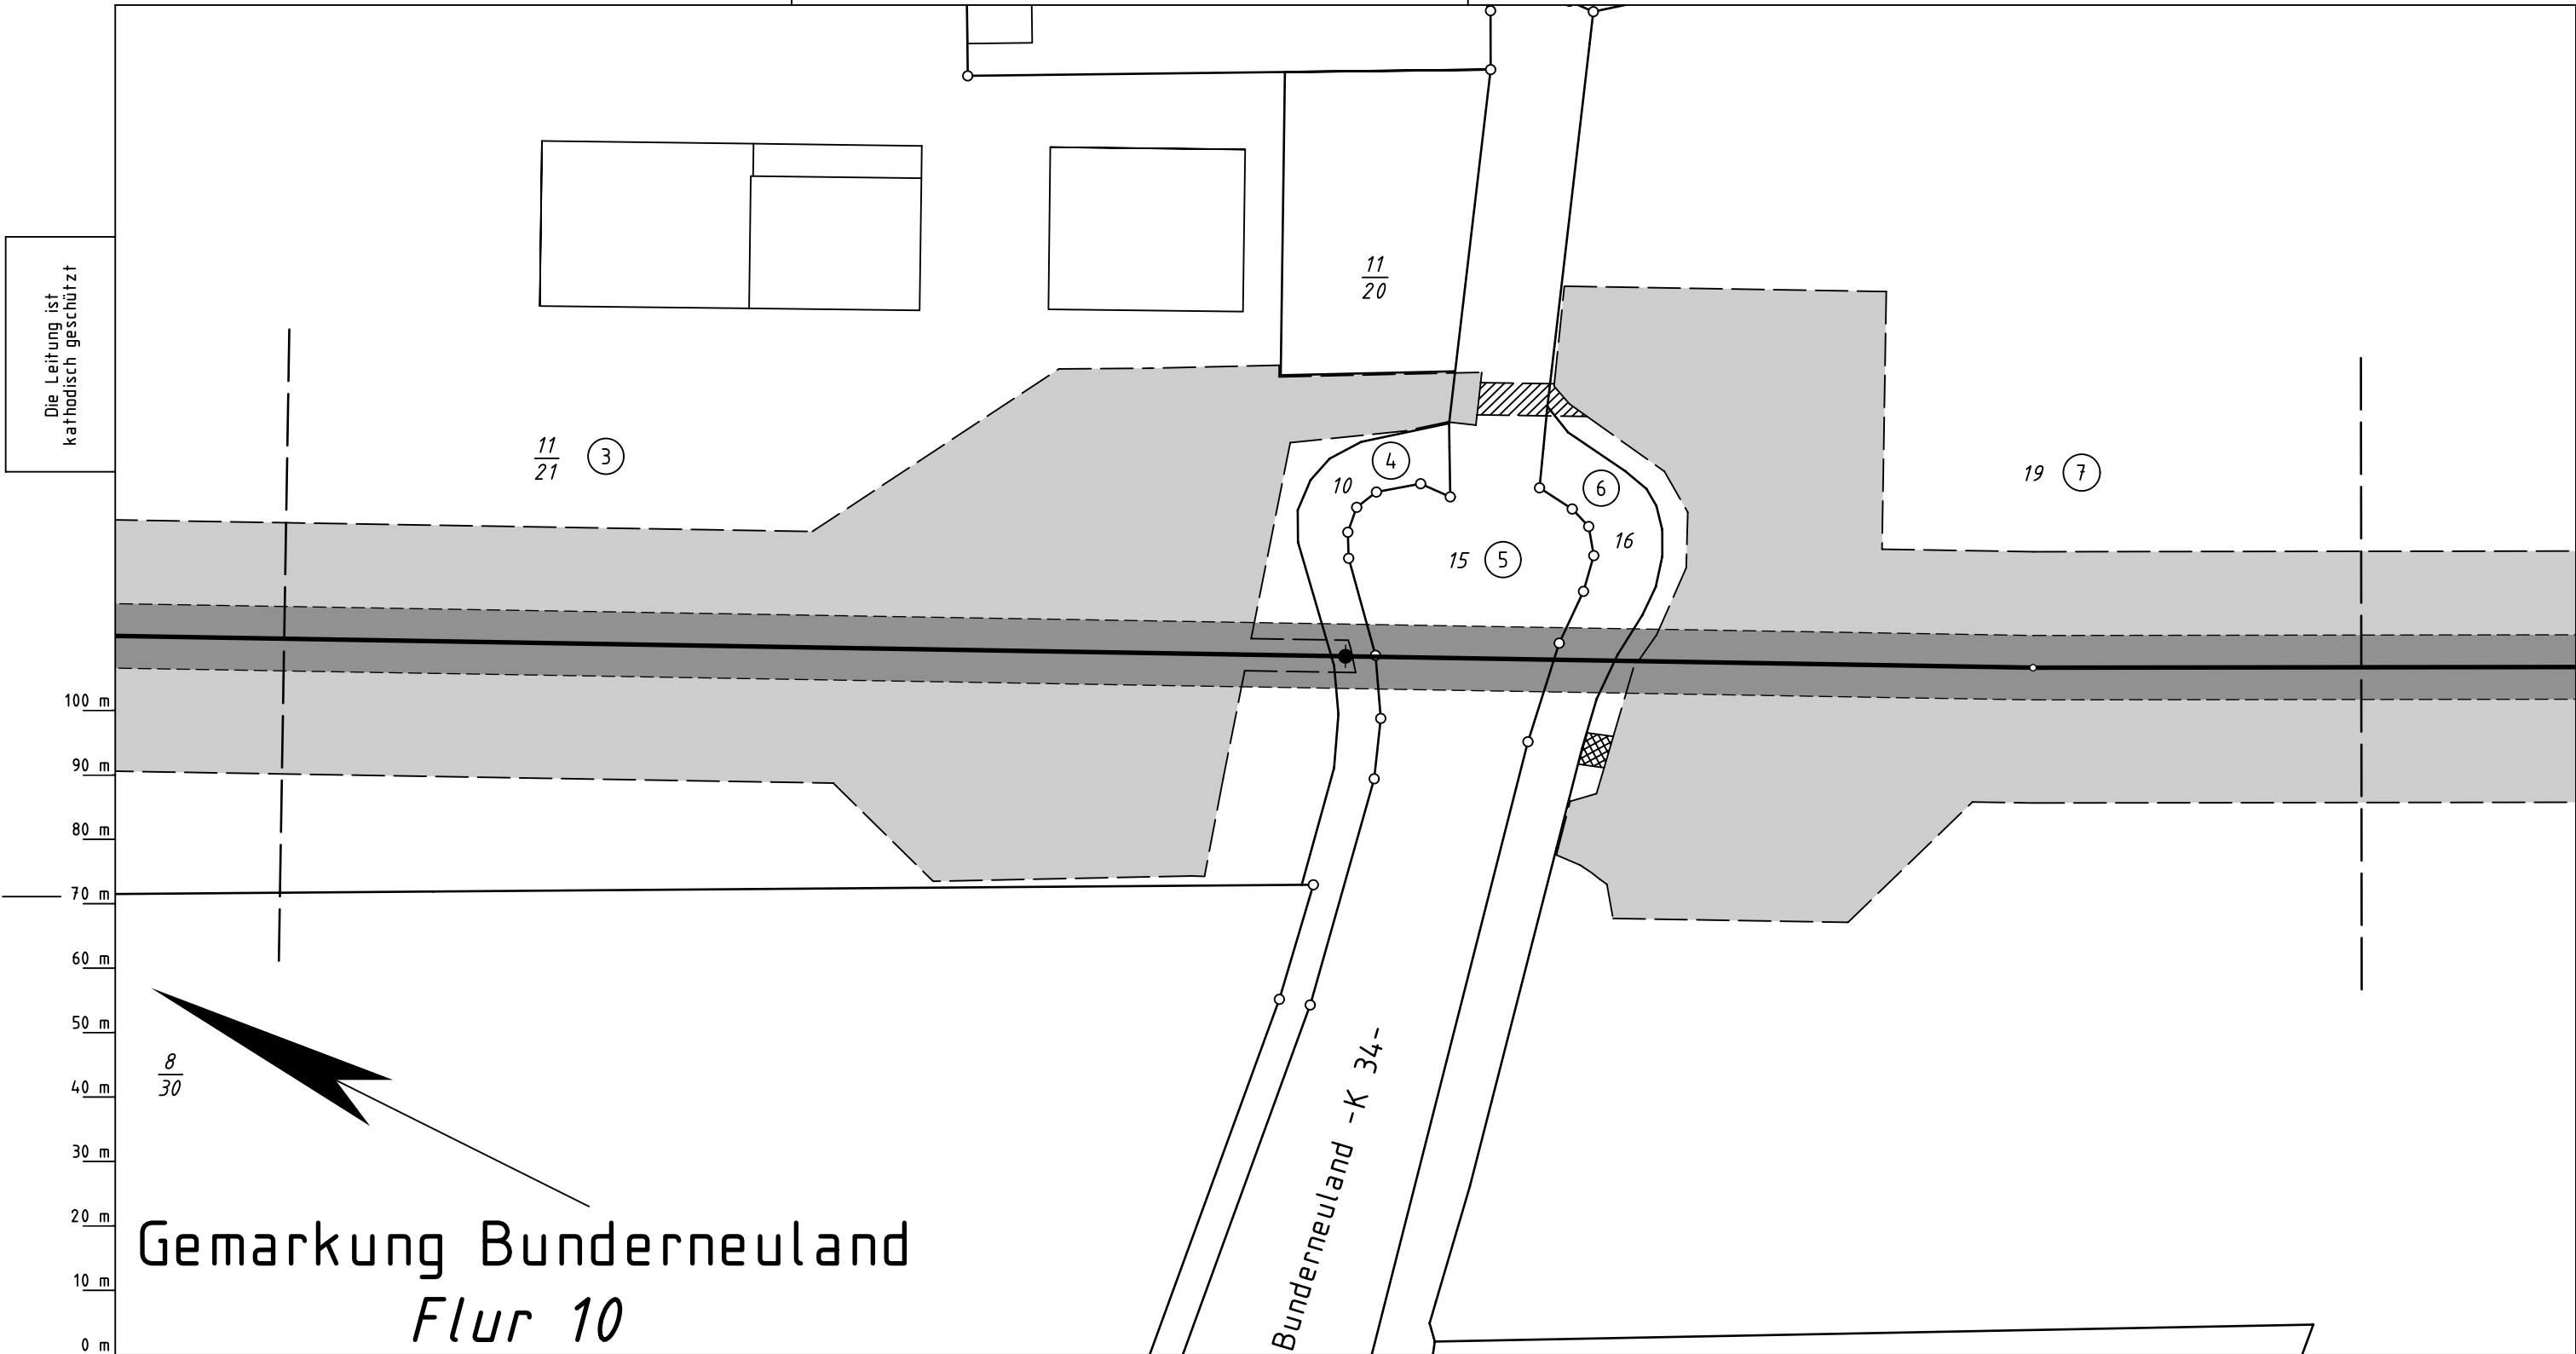 Die Leitung ist
kathodisch geschützt
11
20
11
21
3
4
10
6
16
15
5
19
7
100 m
90 m
80 m
70 m
60 m
50 m
40 m
30 m
20 m
10 m
0 m
8
30
Bunderneuland -K 34-
Gemarkung Bunderneuland
Flur 10